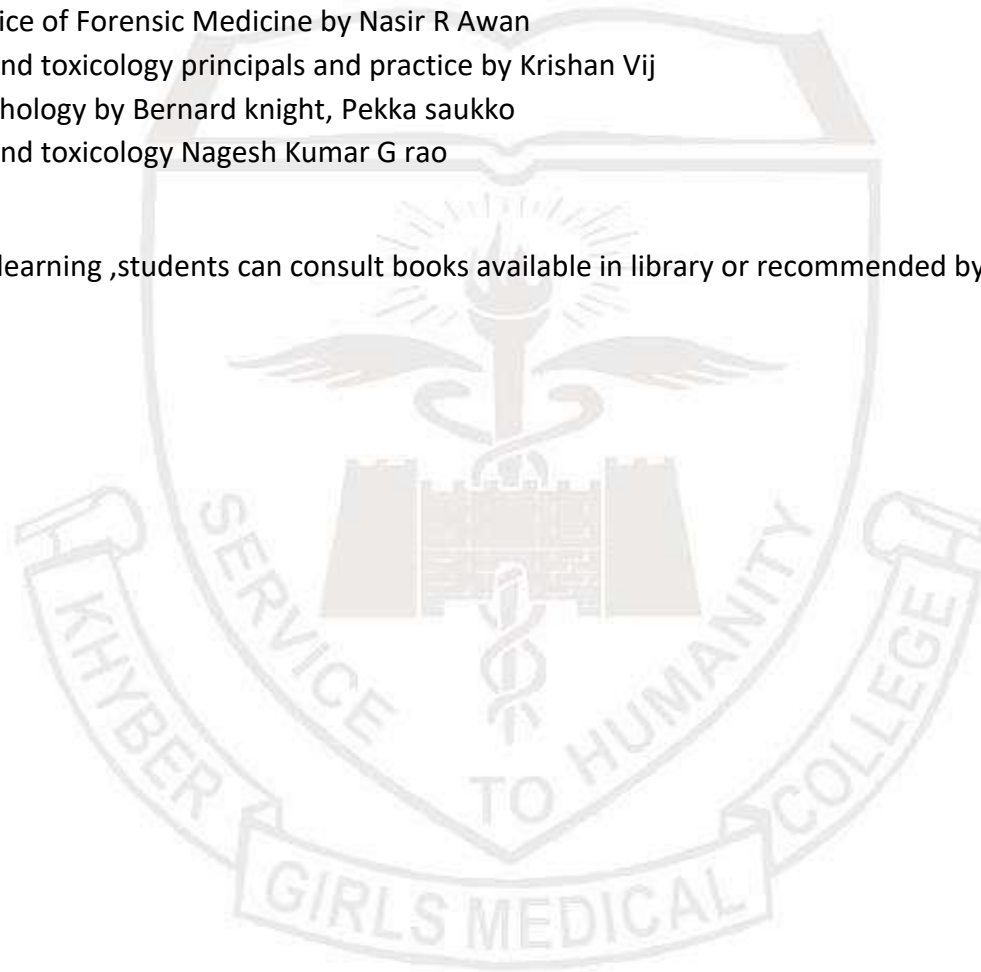 ice of Forensic Medicine by Nasir R Awan
nd toxicology principals and practice by Krishan Vij
hology by Bernard knight, Pekka saukko
nd toxicology Nagesh Kumar G rao
learning ,students can consult books available in library or recommended by
SERVICE TO HUMANITY
KHYBER GIRLS MEDICAL COLLEGE